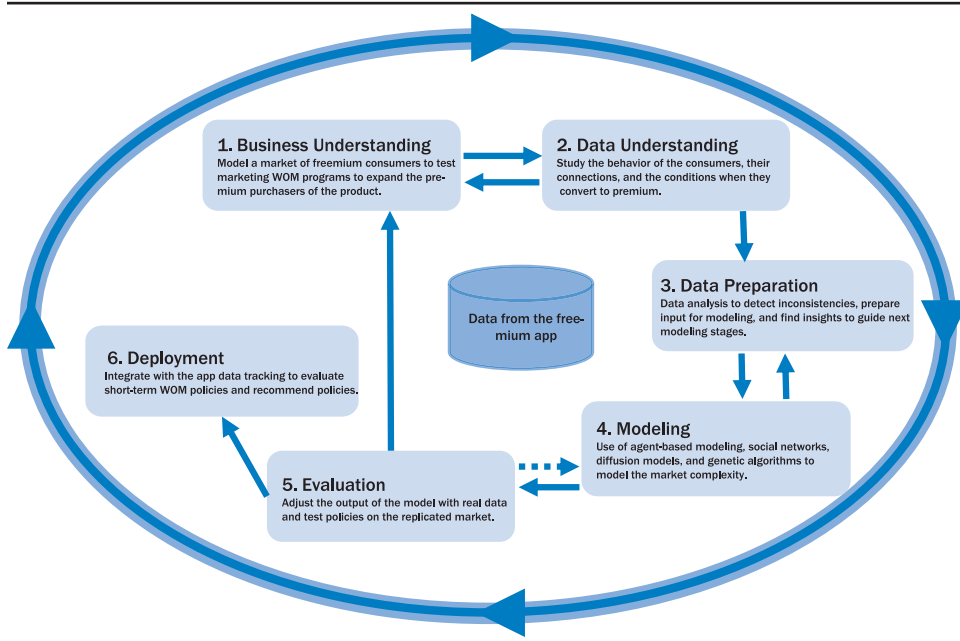 1. Business Understanding
Model a market of freemium consumers to test
marketing WOM programs to expand the pre-
mium purchasers of the product.
2. Data Understanding
Study the behavior of the consumers, their
connections, and the conditions when they
convert to premium.
3. Data Preparation
Data analysis to detect inconsistencies, prepare
input for modeling, and find insights to guide next
modeling stages.
Data from the free-
mium app
6. Deployment
Integrate with the app data tracking to evaluate
short-term WOM policies and recommend policies.
4. Modeling
Use of agent-based modeling, social networks,
diffusion models, and genetic algorithms to
model the market complexity.
5. Evaluation
Adjust the output of the model with real data
and test policies on the replicated market.